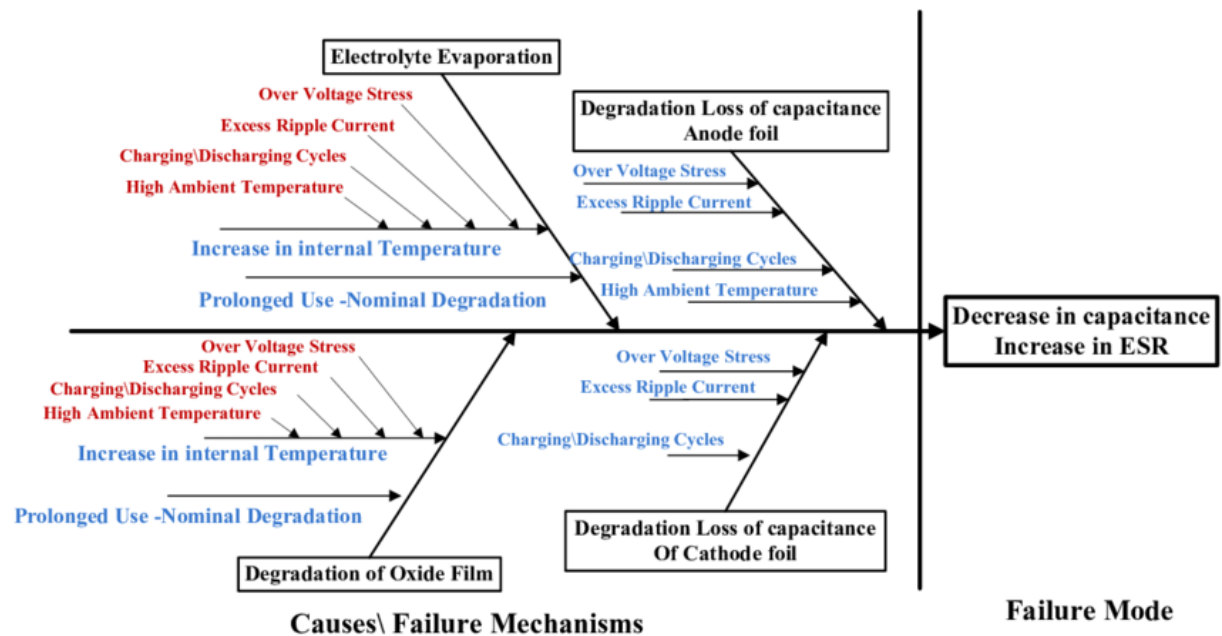 Electrolyte Evaporation
Over Voltage Stress
Excess Ripple Current
Charging\Discharging Cycles
High Ambient Temperature
Increase in internal Temperature
Prolonged Use -Nominal Degradation
Degradation Loss of capacitance
Anode foil
Over Voltage Stress
Excess Ripple Current
Charging\Discharging Cycles
High Ambient Temperature
Decrease in capacitance
Increase in ESR
Over Voltage Stress
Excess Ripple Current
Charging\Discharging Cycles
High Ambient Temperature
Increase in internal Temperature
Prolonged Use -Nominal Degradation
Degradation of Oxide Film
Over Voltage Stress
Excess Ripple Current
Charging\Discharging Cycles
Degradation Loss of capacitance
Of Cathode foil
Causes\ Failure Mechanisms
Failure Mode